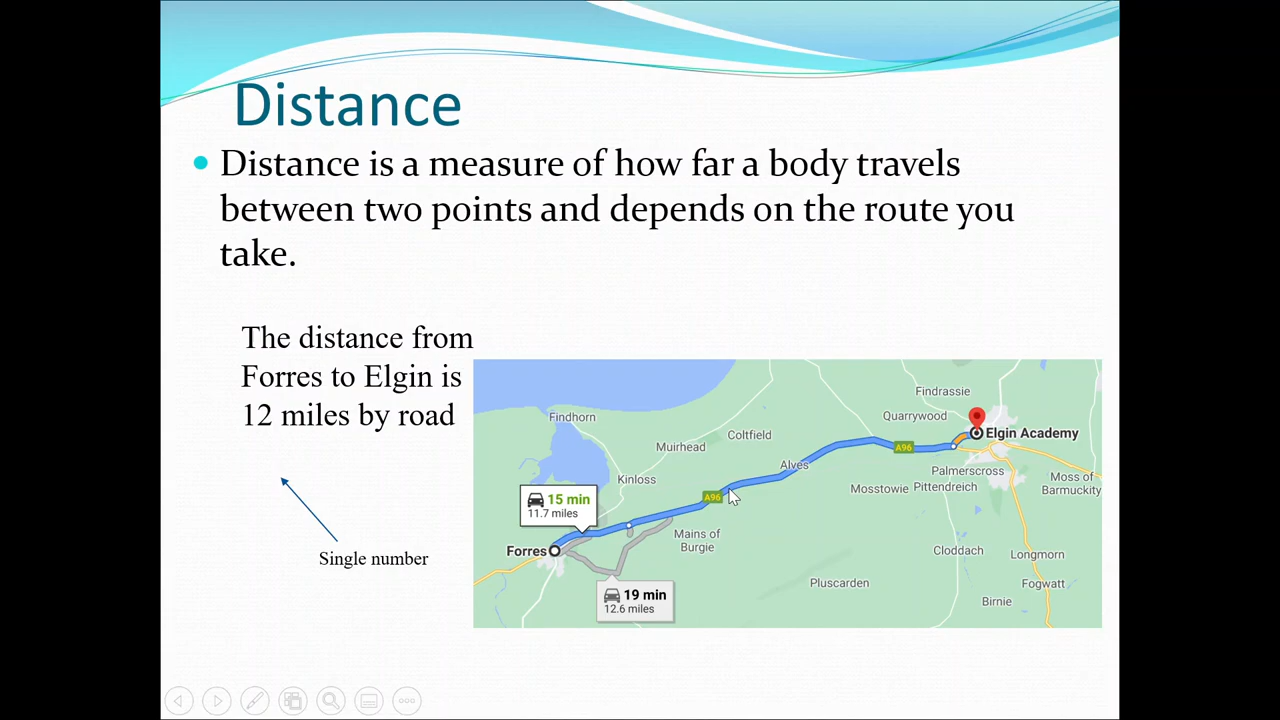 Distance
Distance is a measure of how far a body travels
between two points and depends on the route you
take.
The distance from
Forres to Elgin is
12 miles by road
Single number
Findhorn
Muirhead
Coltfield
Kinloss
Findrassie
Quarrywood
Elgin Academy
A96
Alves
Palmerscross
Mosstowie
Pittendreich
Moss of
Barmuckity
A96
15 min
11.7 miles
Forres
Mains of
Burgie
Cloddach
Longmorn
Pluscarden
Fogwatt
Birnie
19 min
12.6 miles